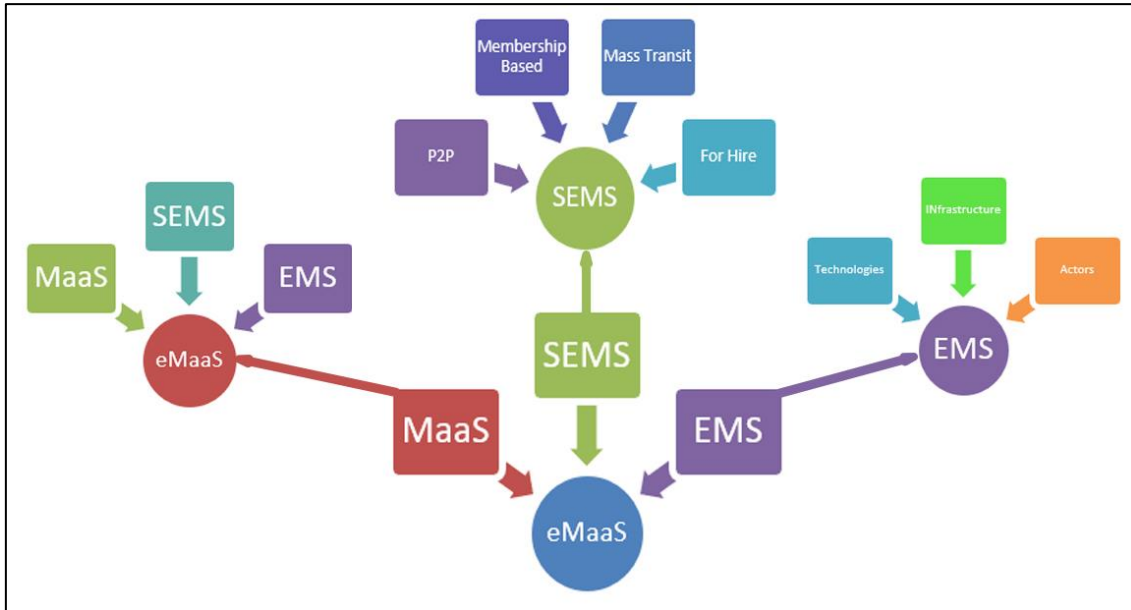 Membership
Based
Mass Transit
P2P
For Hire
SEMS
SEMS
MaaS
EMS
eMaaS
INfrastructure
Technologies
Actors
EMS
SEMS
MaaS
EMS
eMaaS